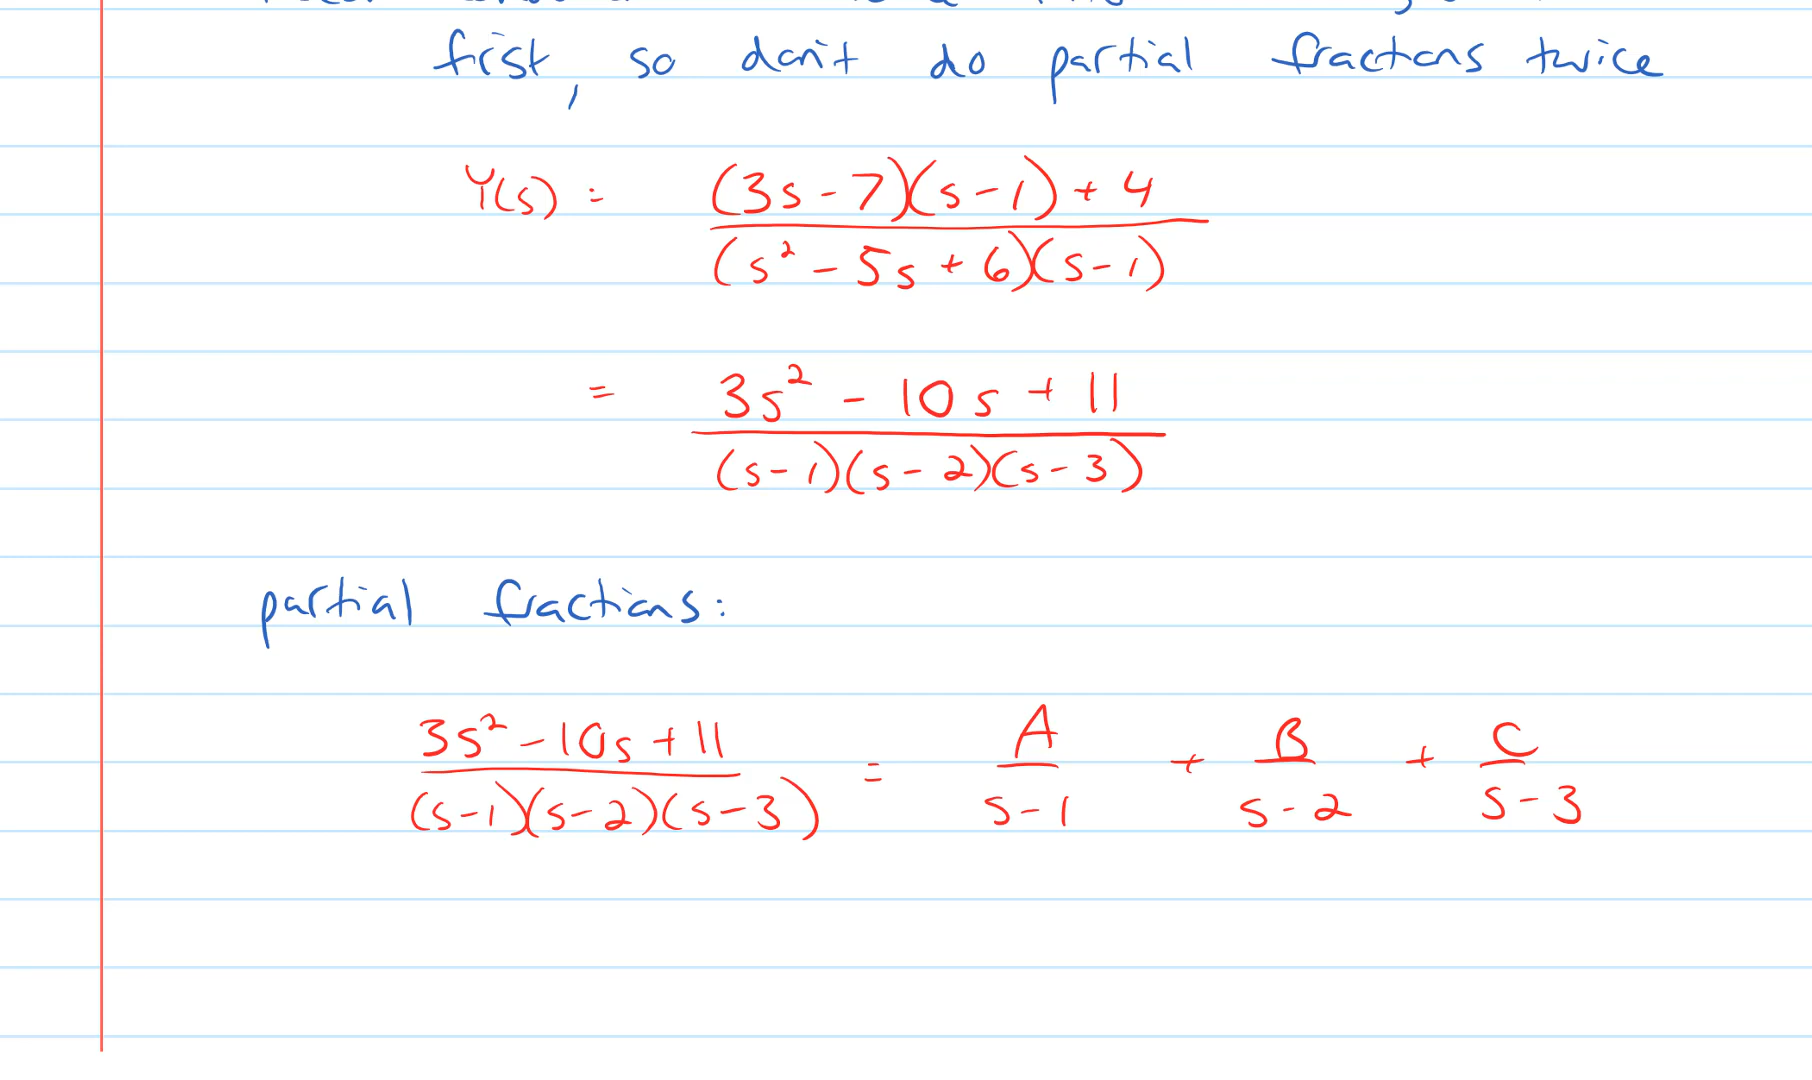 first, so don't do partial fractions twice
Y(s) = (3s - 7)(s - 1) + 4
(s² - 5s + 6)(s - 1)
= 3s² - 10s + 11
(s - 1)(s - 2)(s - 3)
partial fractions:
3s² - 10s + 11 = A + B + C
(s - 1)(s - 2)(s - 3) s - 1 s - 2 s - 3